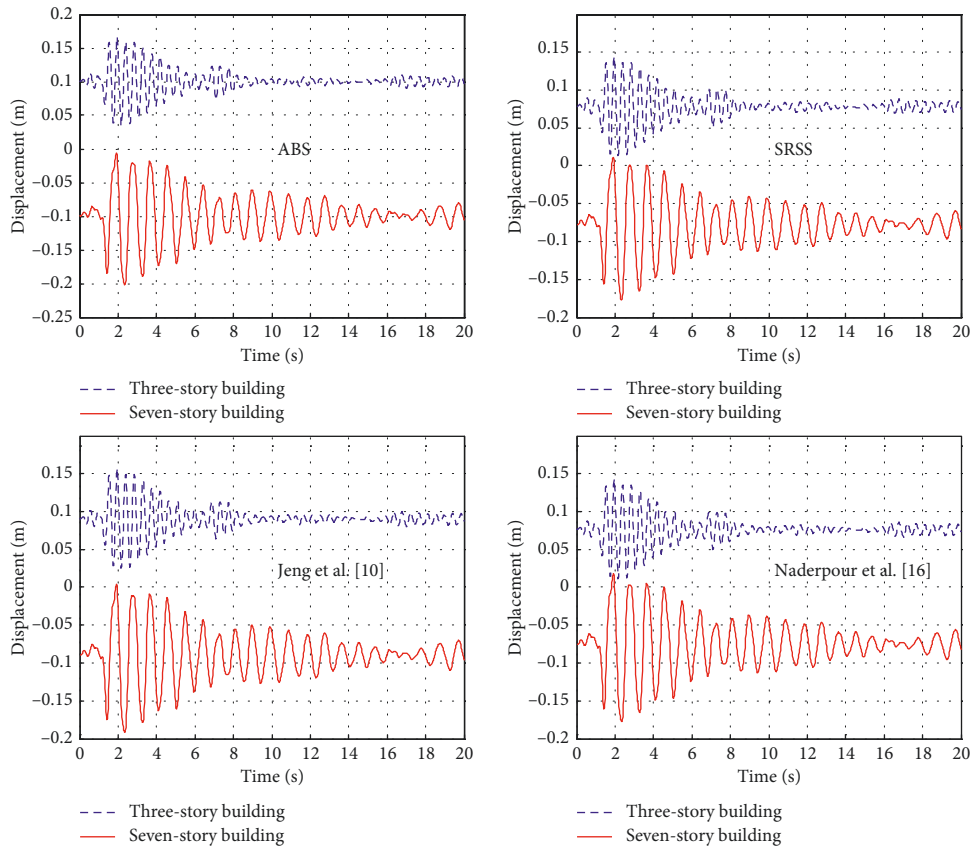 0.2
0.15
0.1
0.05
0
−0.05
−0.1
−0.15
−0.2
−0.25
Displacement (m)
ABS
0 2 4 6 8 10 12 14 16 18 20
Time (s)
Three-story building
Seven-story building
0.15
0.1
0.05
0
−0.05
−0.1
−0.15
−0.2
Displacement (m)
SRSS
0 2 4 6 8 10 12 14 16 18 20
Time (s)
Three-story building
Seven-story building
0.15
0.1
0.05
0
−0.05
−0.1
−0.15
−0.2
Displacement (m)
Jeng et al. [10]
0 2 4 6 8 10 12 14 16 18 20
Time (s)
Three-story building
Seven-story building
0.15
0.1
0.05
0
−0.05
−0.1
−0.15
−0.2
Displacement (m)
Naderpour et al. [16]
0 2 4 6 8 10 12 14 16 18 20
Time (s)
Three-story building
Seven-story building